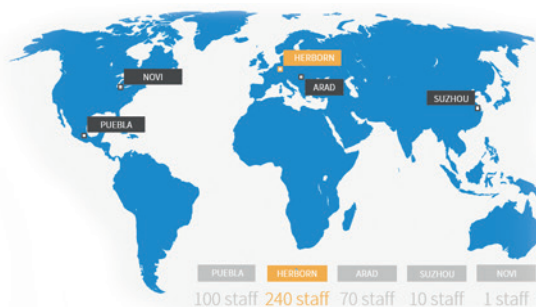 HERBORN
NOVI
ARAD
SUZHOU
PUEBLA
PUEBLA HERBORN ARAD SUZHOU NOVI
100 staff 240 staff 70 staff 10 staff 1 staff